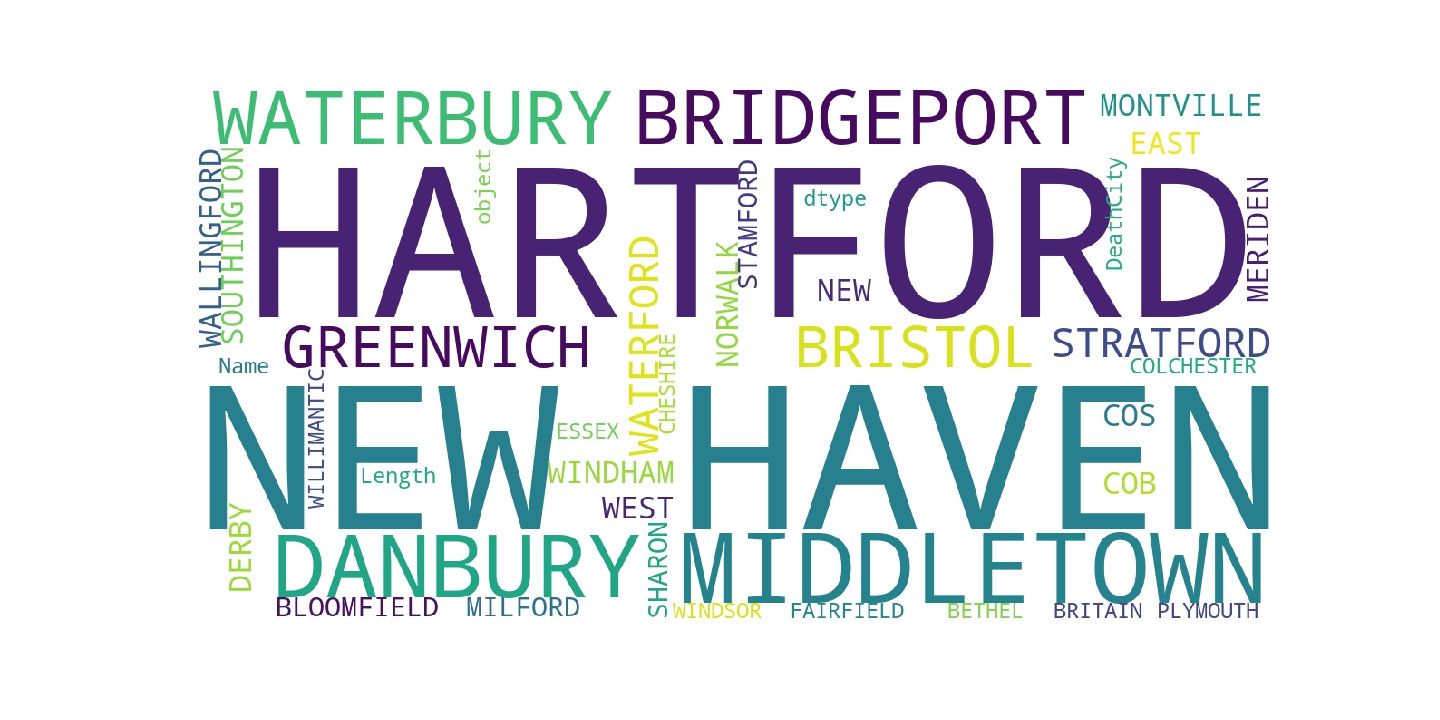 WATERBURY
BRIDGEPORT
MONTVILLE
EAST
WALLINGFORD
SOUTHINGTON
HARTFORD
object
STAMFORD
dtype
DeathCity
MERIDEN
NEW
NORWALK
WATERFORD
GREENWICH
BRISTOL
STRATFORD
Name
COLCHESTER
CHESHIRE
WILLIMANTIC
NEW HAVEN
COS
ESSEX
Length
WINDHAM
COB
WEST
DERBY
DANBURY
SHARON
MIDDLETOWN
BLOOMFIELD
MILFORD
WINDSOR
FAIRFIELD
BETHEL
BRITAIN
PLYMOUTH